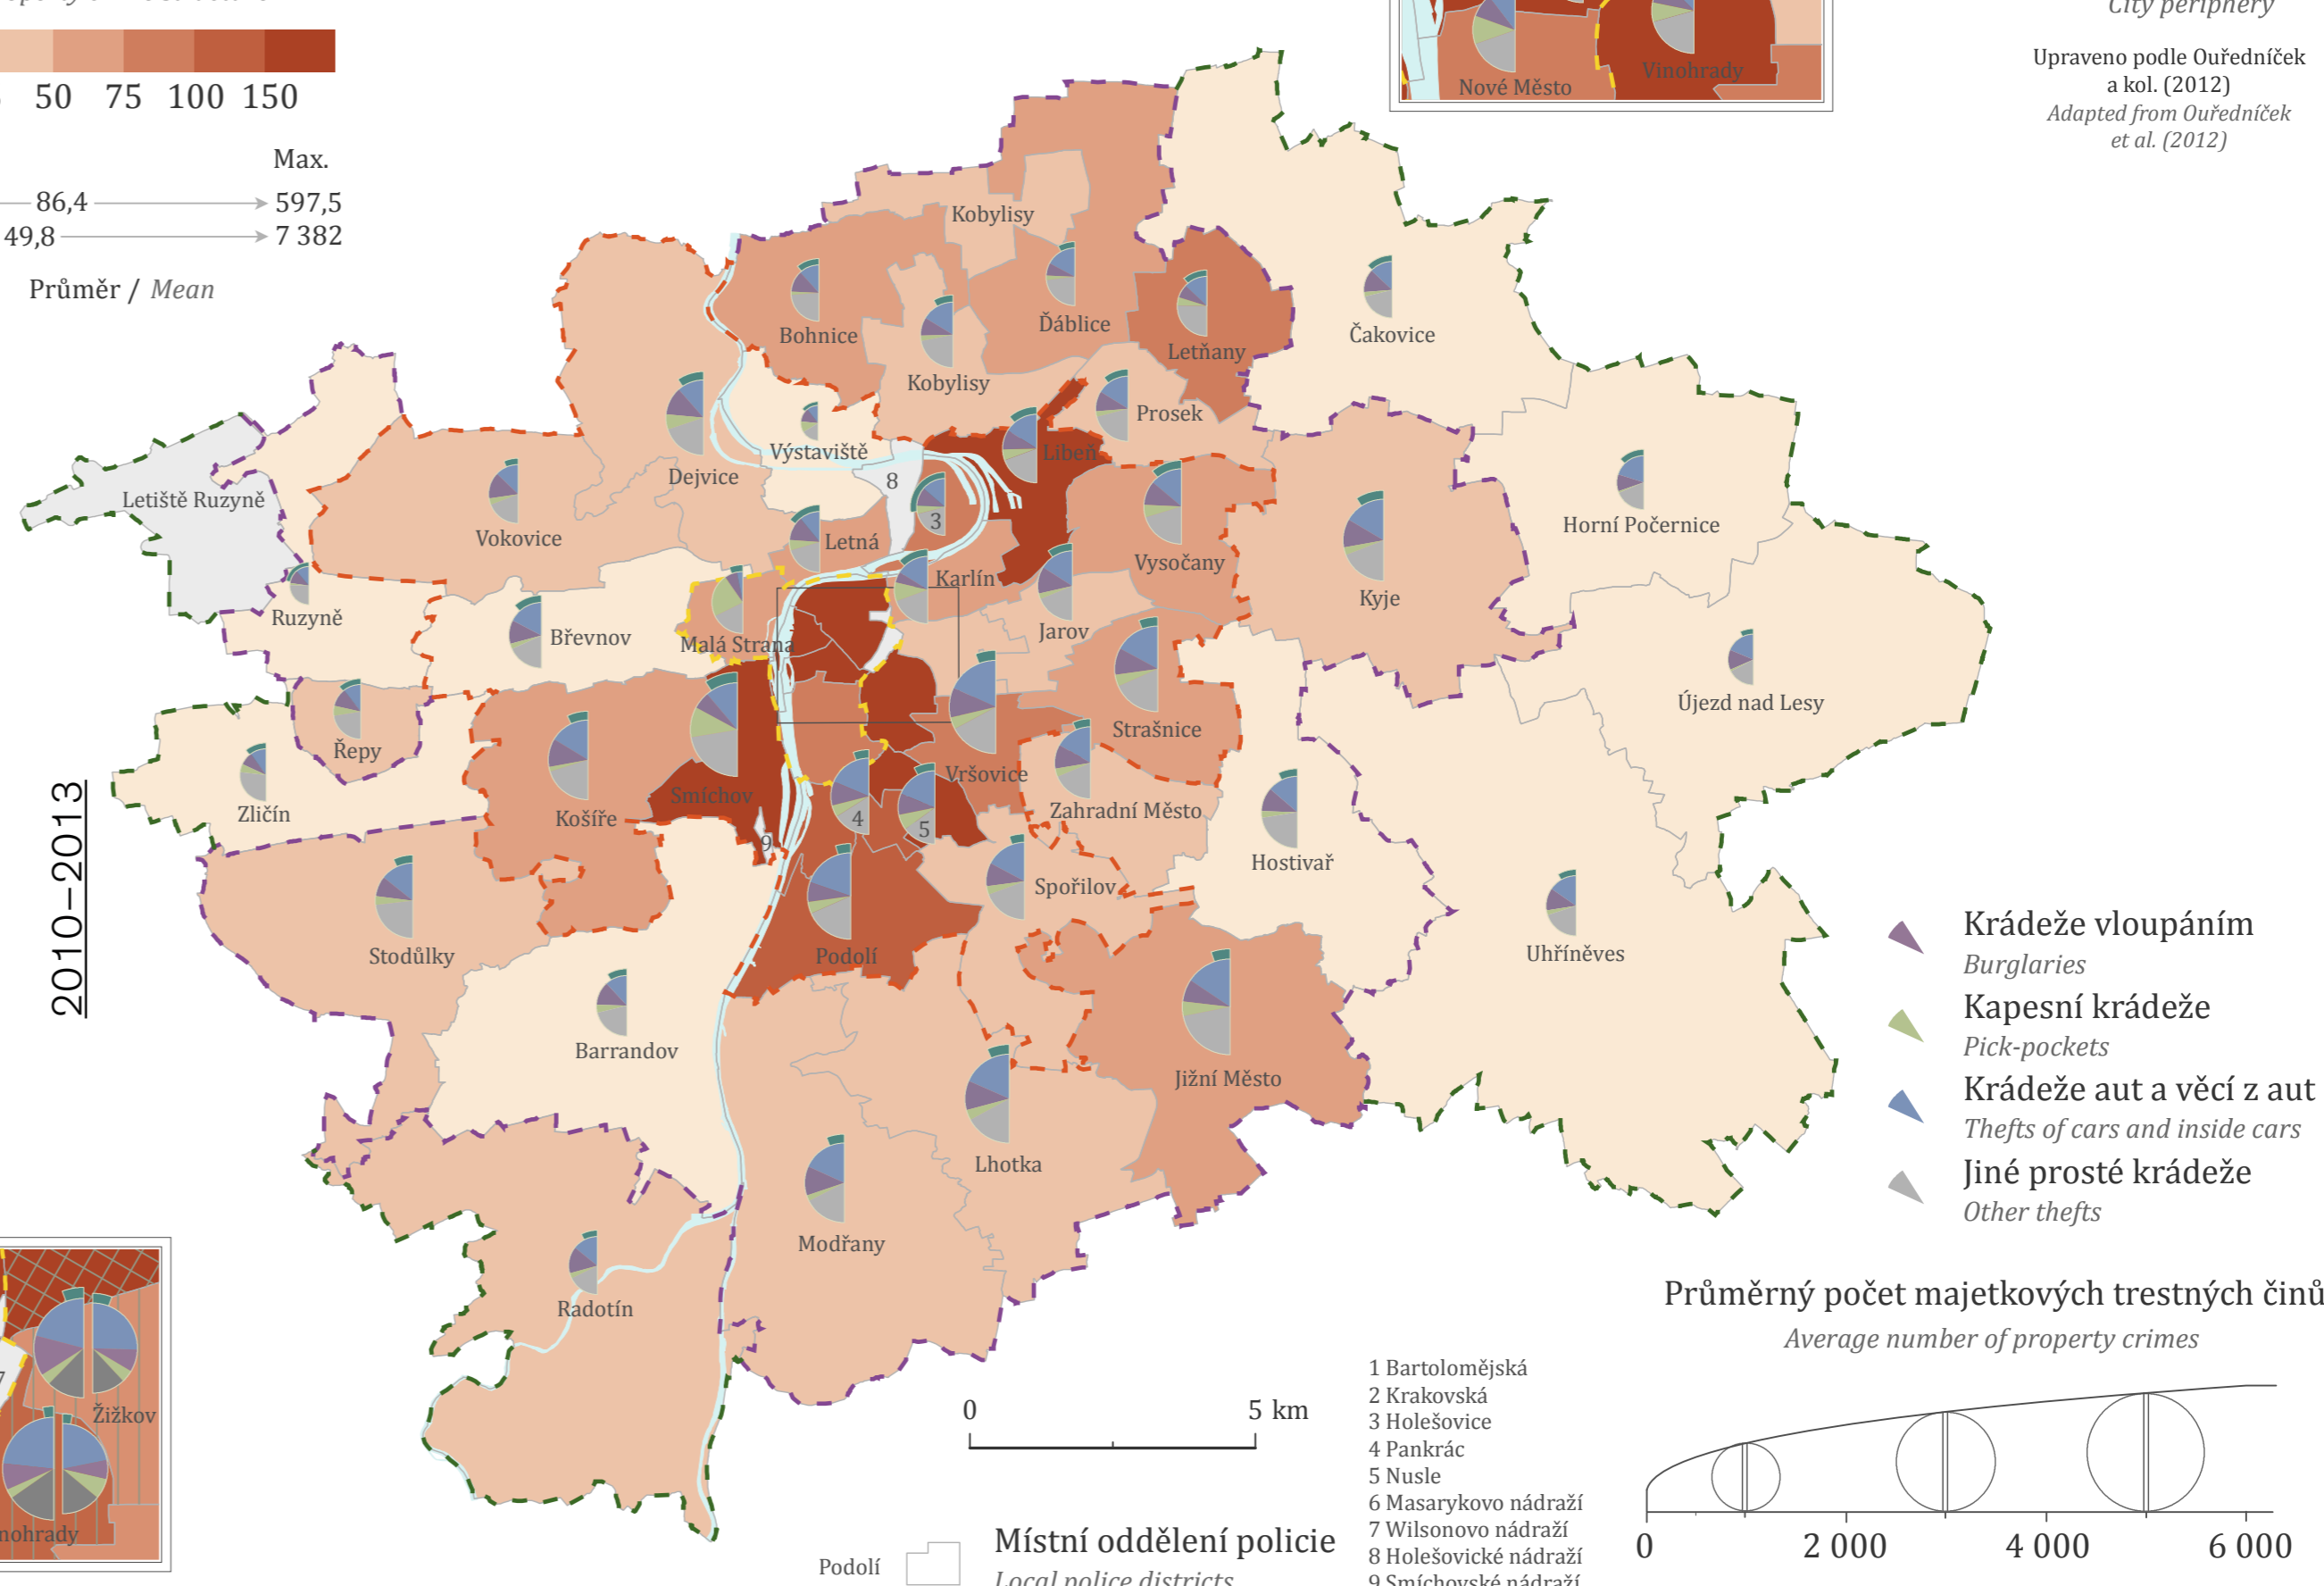 50 75 100 150
Max.
86,4 597,5
49,8 7 382
Průměr / Mean
Nové Město
Vinohrady
City periphery
Upraveno podle Ouředníček
a kol. (2012)
Adapted from Ouředníček
et al. (2012)
Kobylisy
Bohnice
Ďáblice
Letňany
Čakovice
Kobylisy
Prosek
Výstaviště
Libeň
Dejvice
8
Letiště Ruzyně
3
Vokovice
Letná
Vysočany
Horní Počernice
Karlín
Kyje
Ruzyně
Břevnov
Malá Strana
Jarov
Újezd nad Lesy
Strašnice
Řepy
Vršovice
Smíchov
Zličín
Košíře
4
5
Zahradní Město
9
Hostivař
Spořilov
Stodůlky
Podolí
Uhříněves
Barrandov
Jižní Město
Lhotka
Modřany
Radotín
2010–2013
Krádeže vloupáním
Burglaries
Kapesní krádeže
Pick-pockets
Krádeže aut a věcí z aut
Thefts of cars and inside cars
Jiné prosté krádeže
Other thefts
Žižkov
Průměrný počet majetkových trestných činů
Average number of property crimes
0 2 000 4 000 6 000
0 5 km
1 Bartolomějská
2 Krakovská
3 Holešovice
4 Pankrác
5 Nusle
6 Masarykovo nádraží
7 Wilsonovo nádraží
8 Holešovické nádraží
9 Smíchovské nádraží
Podolí
Místní oddělení policie
Local police districts